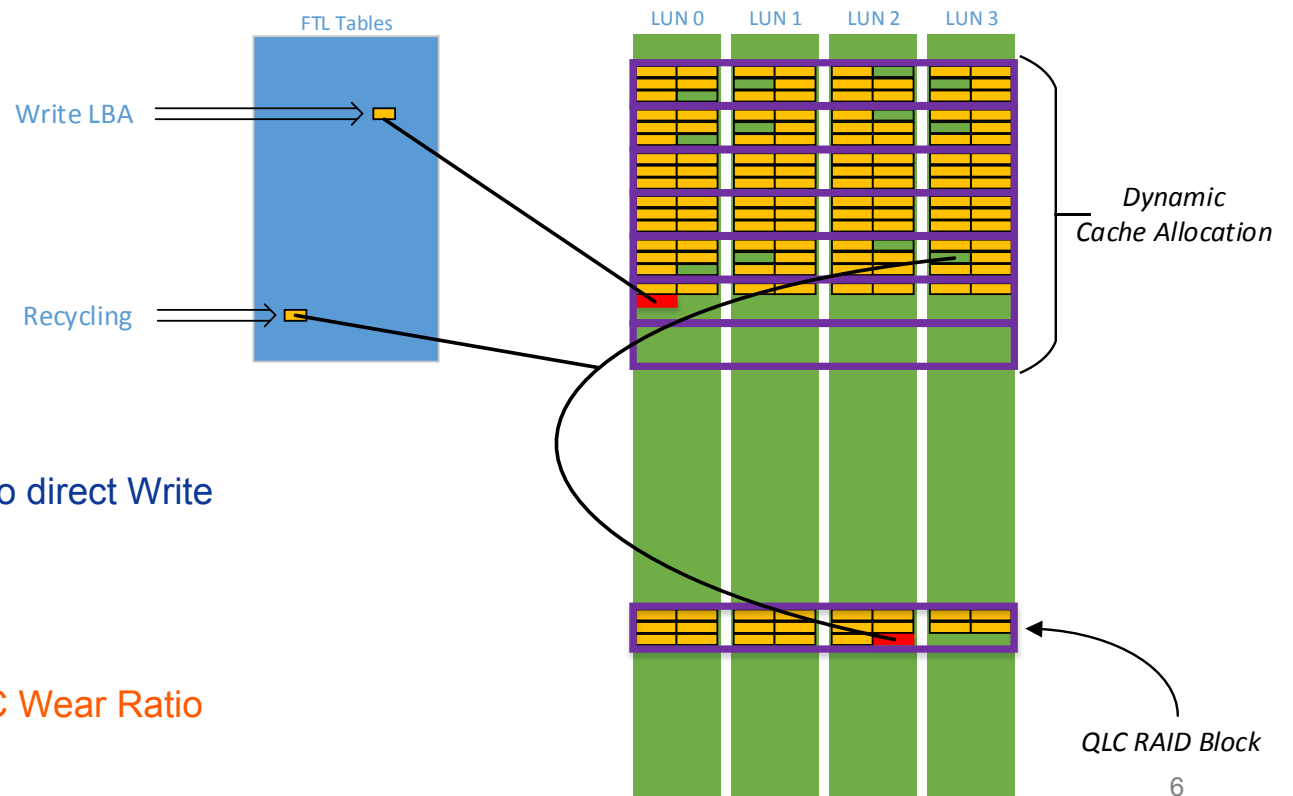 FTL Tables
LUN 0 LUN 1 LUN 2 LUN 3
Write LBA
Dynamic
Cache Allocation
Recycling
o direct Write
C Wear Ratio
QLC RAID Block
6